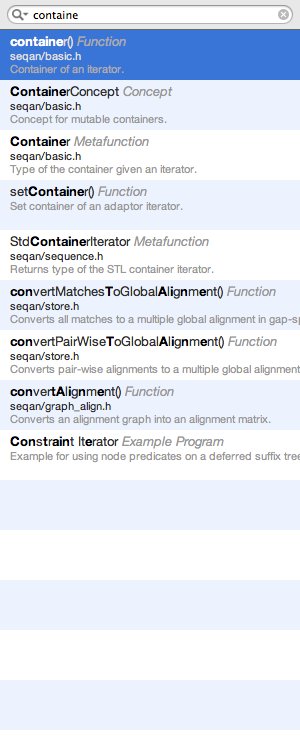 containe
container() Function
seqan/basic.h
Container of an iterator.
ContainerConcept Concept
Concept for mutable containers.
Container Metafunction
seqan/basic.h
Type of the container given an iterator.
setContainer() Function
Set container of an adaptor iterator.
StdContainerIterator Metafunction
seqan/sequence.h
Returns type of the STL container iterator.
convertMatchesToGlobalAlignment() Function
seqan/store.h
Converts all matches to a multiple global alignment in gap-sp
convertPairWiseToGlobalAlignment() Function
seqan/store.h
Converts pair-wise alignments to a multiple global alignment
convertAlignment() Function
seqan/graph_align.h
Converts an alignment graph into an alignment matrix.
Constraint Iterator Example Program
Example for using node predicates on a deferred suffix tree